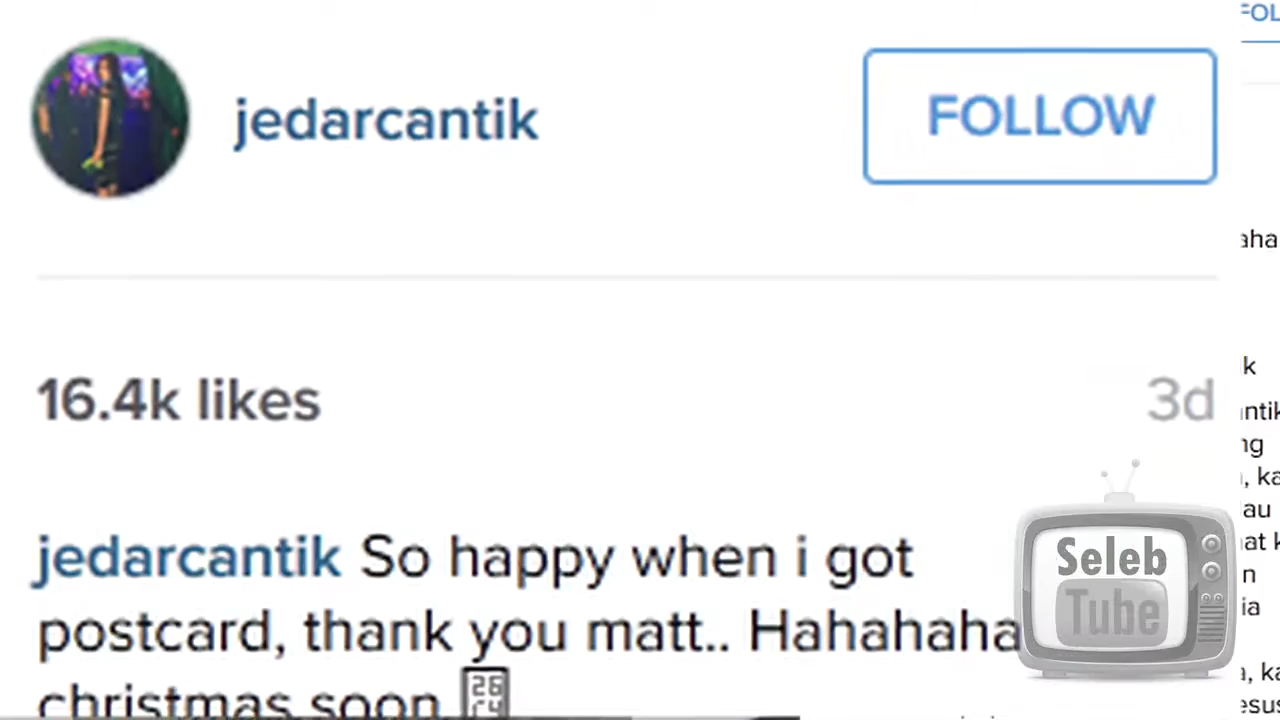 jedarcantik
FOLLOW
16.4k likes
3d
jedarcantik So happy when i got
postcard, thank you matt.. Hahahaha
christmas soon
Seleb
Tube